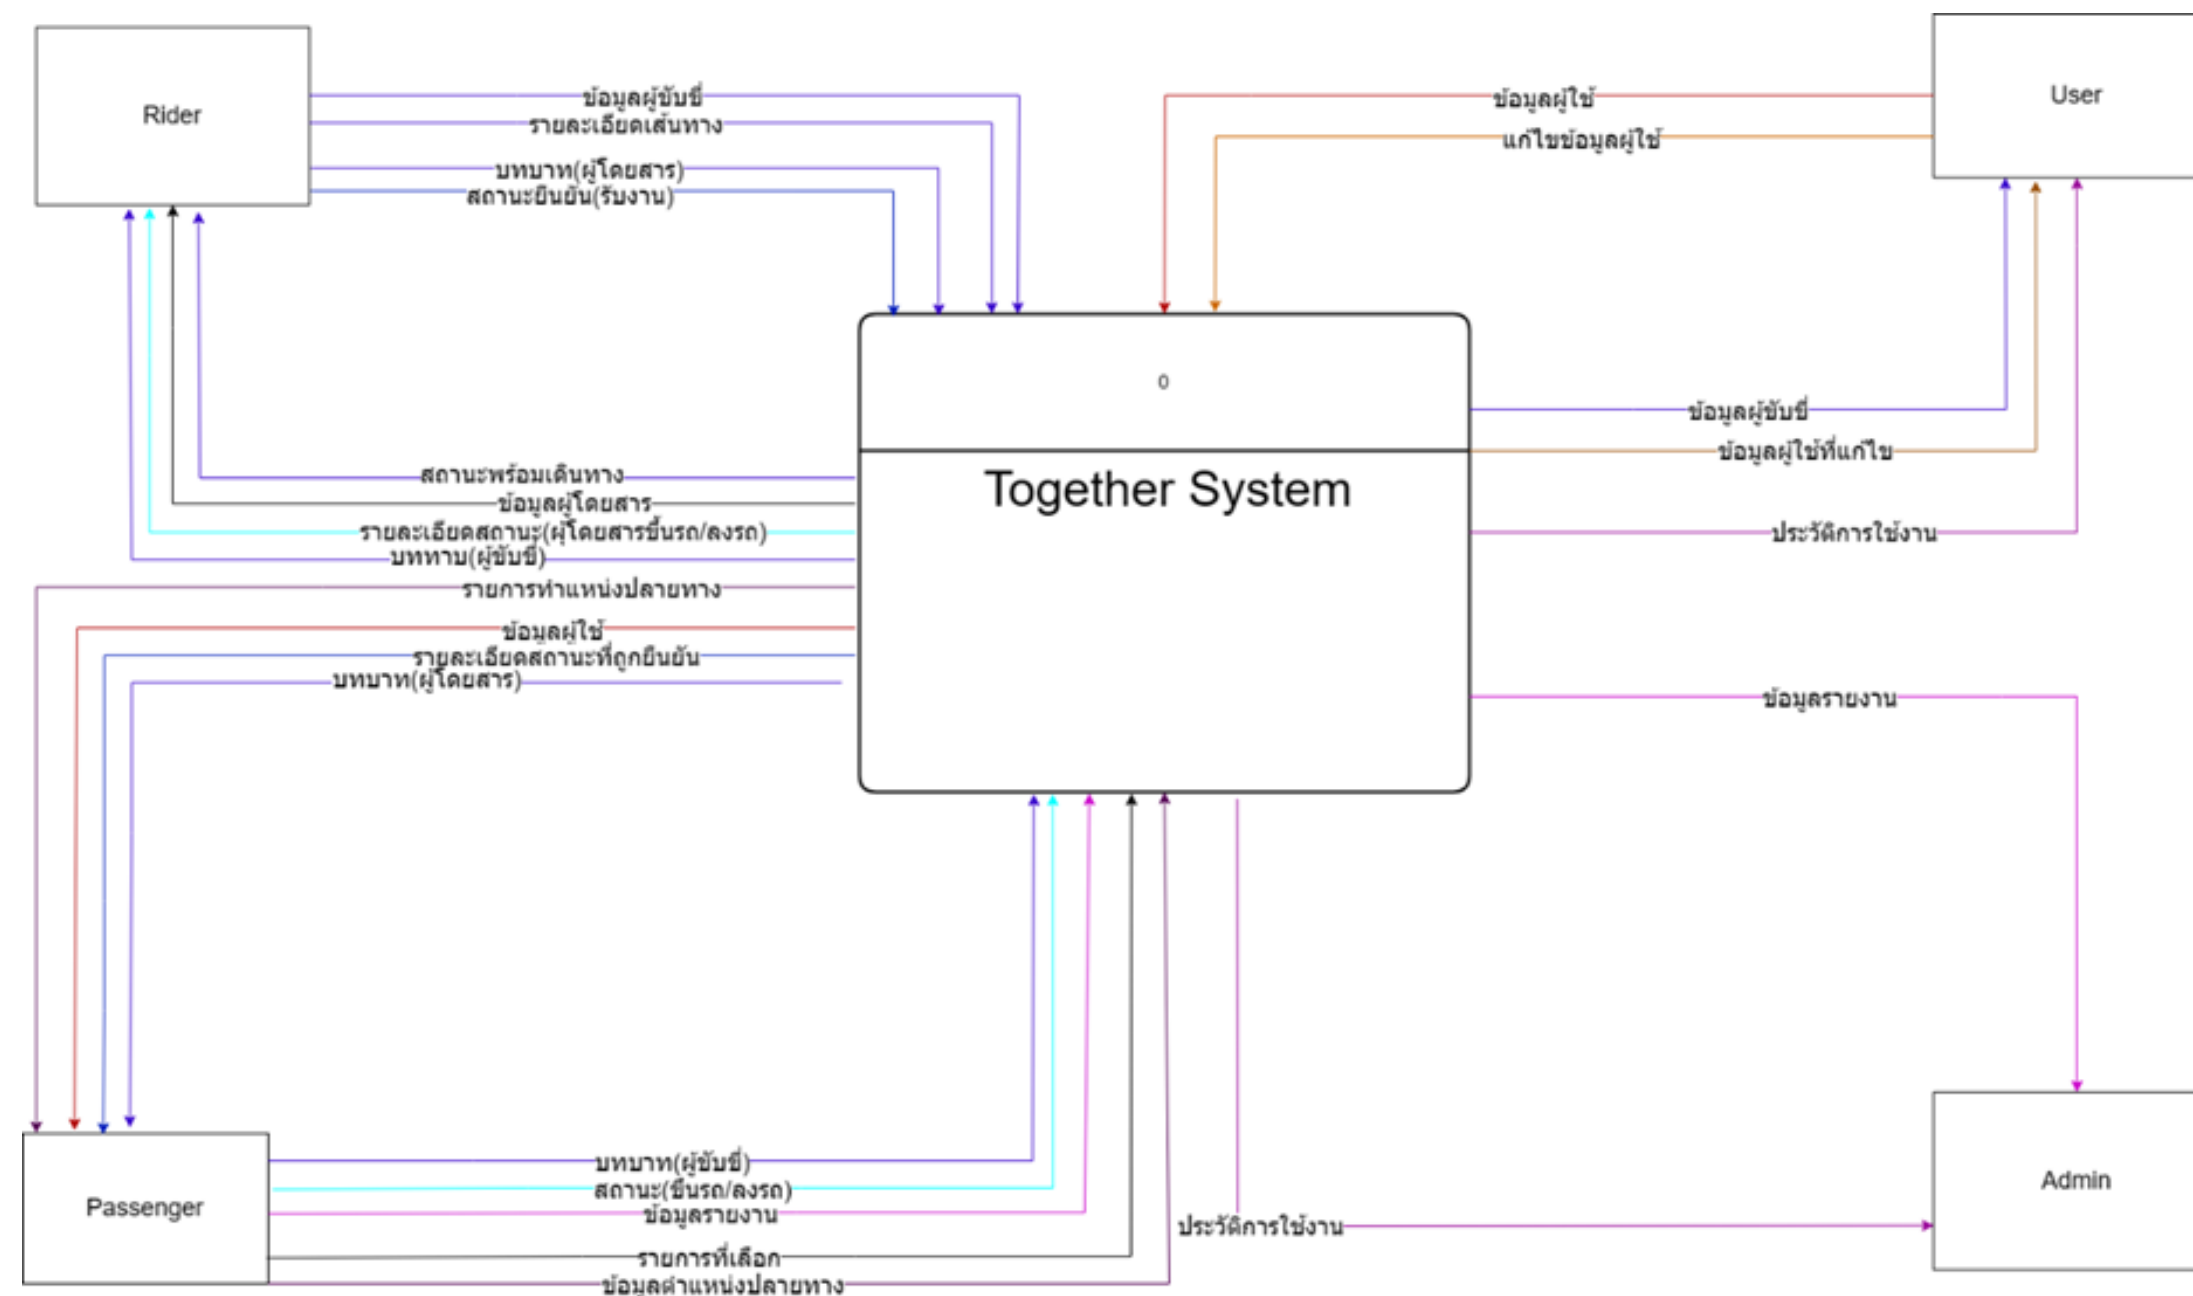 Rider
User
ข้อมูลผู้ขับขี่
รายละเอียดเส้นทาง
บทบาท(ผู้โดยสาร)
สถานะยืนยัน(รับงาน)
ข้อมูลผู้ใช้
แก้ไขข้อมูลผู้ใช้
0
Together System
ข้อมูลผู้ขับขี่
ข้อมูลผู้ใช้ที่แก้ไข
ประวัติการใช้งาน
สถานะพร้อมเดินทาง
ข้อมูลผู้โดยสาร
รายละเอียดสถานะ(ผุ้โดยสารขึ้นรถ/ลงรถ)
บททาบ(ผู้ขับขี่)
รายการทำแหน่งปลายทาง
ข้อมูลผู้ใช้
รายละเอียดสถานะที่ถูกยืนยัน
บทบาท(ผู้โดยสาร)
ข้อมูลรายงาน
Passenger
บทบาท(ผู้ขับขี่)
สถานะ(ขึ้นรถ/ลงรถ)
ข้อมูลรายงาน
รายการที่เลือก
ข้อมูลตำแหน่งปลายทาง
ประวัติการใช้งาน
Admin